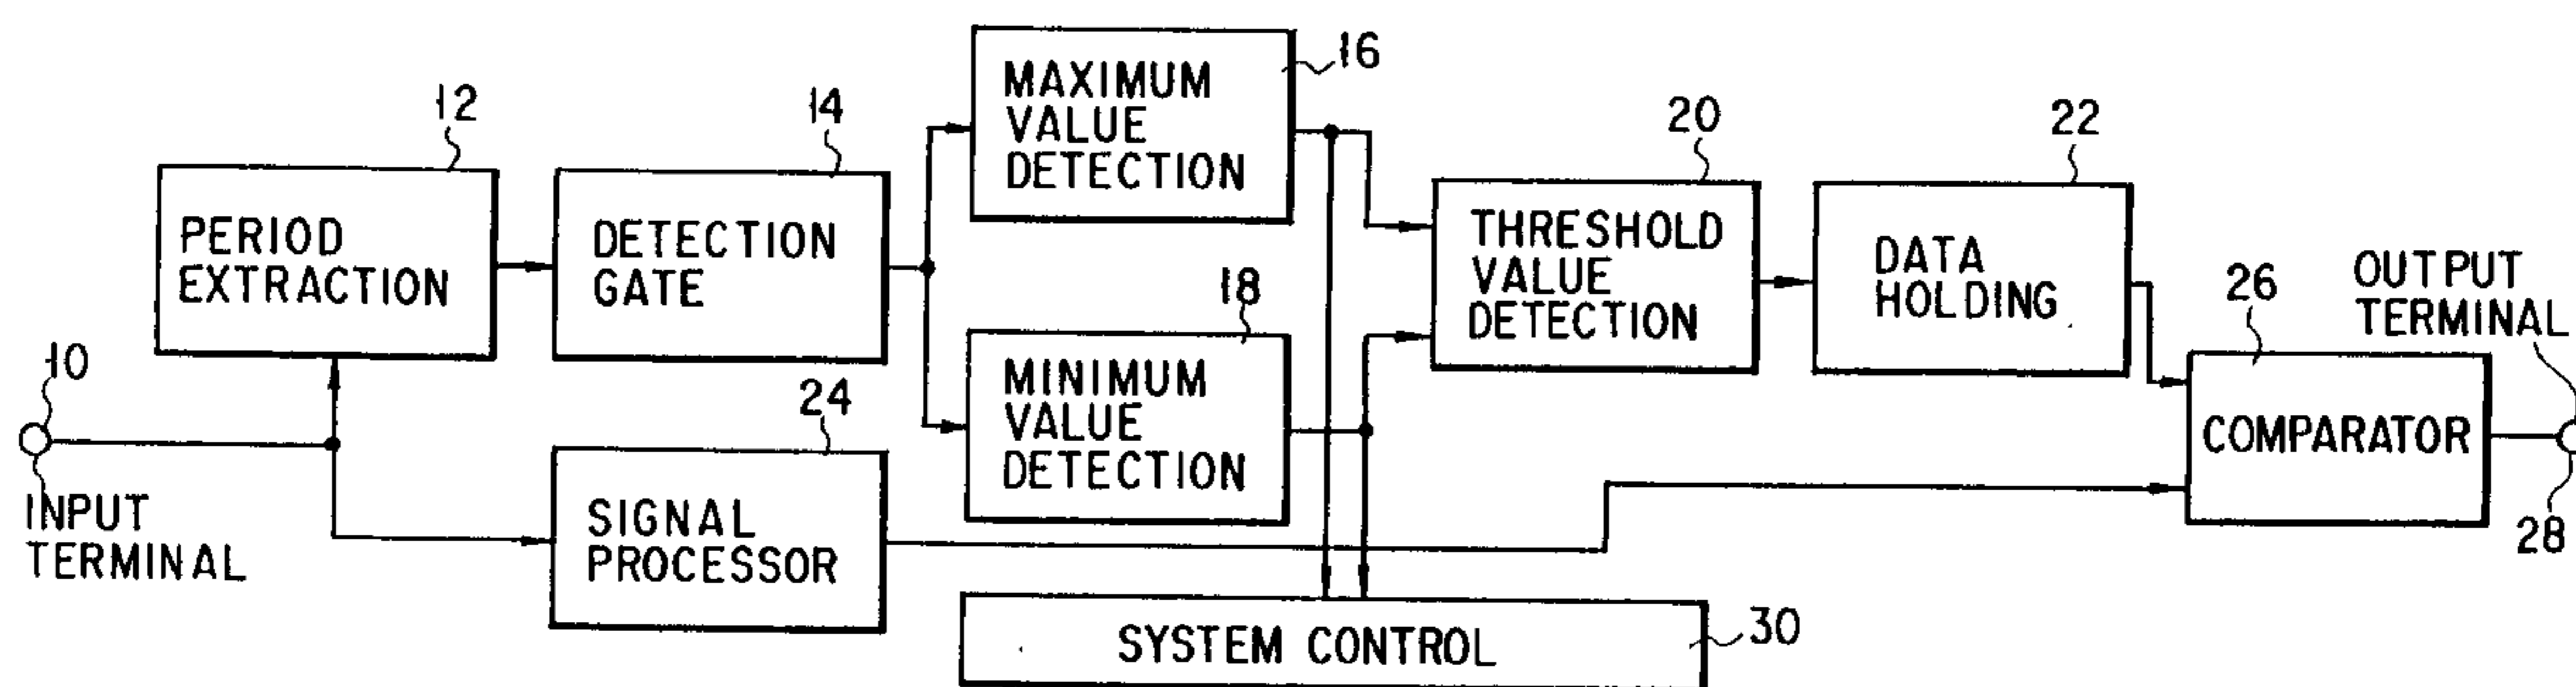 12
PERIOD
EXTRACTION
14
DETECTION
GATE
16
MAXIMUM
VALUE
DETECTION
18
MINIMUM
VALUE
DETECTION
20
THRESHOLD
VALUE
DETECTION
22
DATA
HOLDING
10
INPUT
TERMINAL
24
SIGNAL
PROCESSOR
26
COMPARATOR
OUTPUT
TERMINAL
28
SYSTEM CONTROL
30